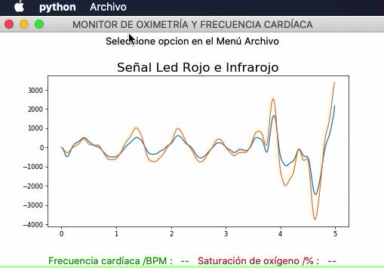 python Archivo
MONITOR DE OXIMETRÍA Y FRECUENCIA CARDÍACA
Seleccione opcion en el Menú Archivo
Señal Led Rojo e Infrarojo
3000
2000
1000
0
−1000
−2000
−3000
−4000
0 1 2 3 4 5
Frecuencia cardíaca /BPM : -- Saturación de oxígeno /% : --